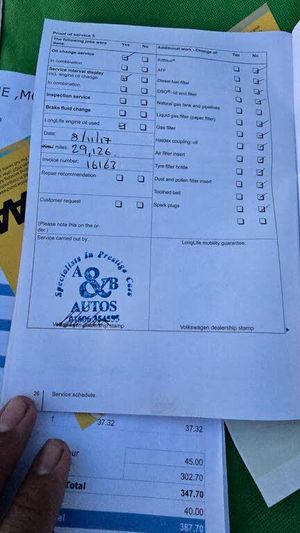 Proof of service 5
The following jobs were done:
Yes
No
Oil change service
In combination
Service interval display incl. engine oil change
In combination
Inspection service
Brake fluid change
LongLife engine oil used
Date:
8/11/17
miles:
29,126
Invoice number:
16163
Repair recommendation
Customer request
(Please note this on the order.)
Service carried out by:
Specialists in Prestige Cars
A & B
AUTOS
Volkswagen dealership stamp
Additional work - Change of
Yes
No
AdBlue®
ATF
Diesel fuel filter
DSG® oil and filter
Natural gas tank and pipelines
Liquid gas filter (paper filter)
Gas filter
Haldex coupling: oil
Air filter insert
Tyre filler bottle
Dust and pollen filter insert
Toothed belt
Spark plugs
LongLife mobility guarantee:
Volkswagen dealership stamp
26
Service schedule
1
37.32
37.32
45.00
302.70
Total
347.70
40.00
387.70